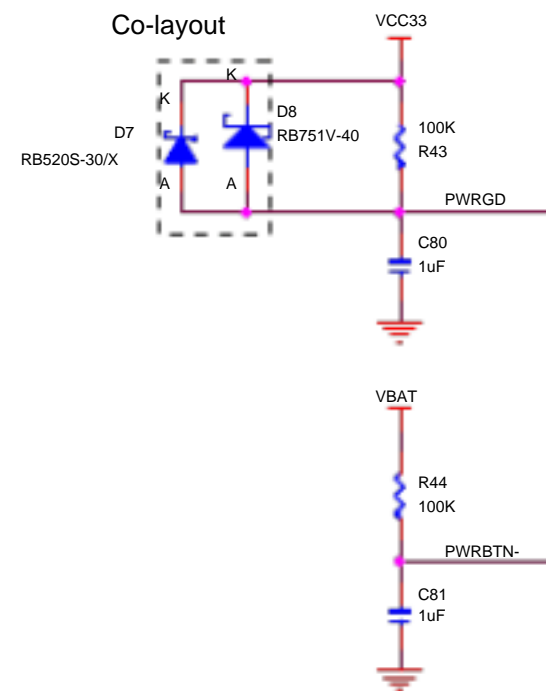 Co-layout
VCC33
K
K
D7
D8
RB751V-40
RB520S-30/X
A
A
100K
R43
PWRGD
C80
1uF
VBAT
R44
100K
PWRBTN-
C81
1uF